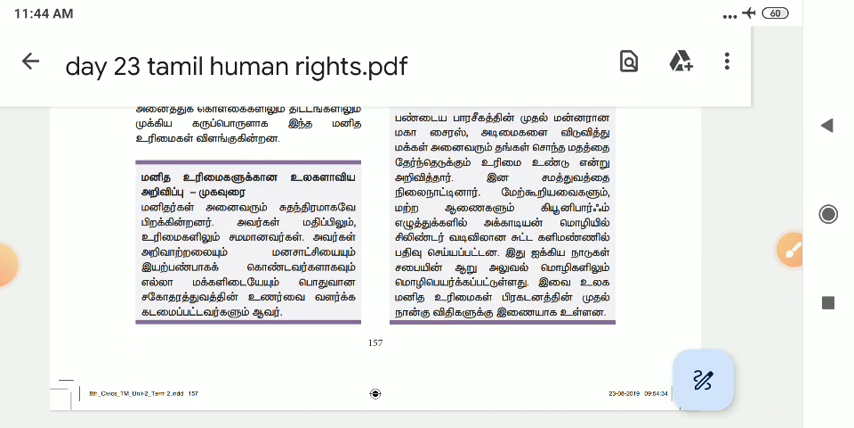 11:44 AM
60
day 23 tamil human rights.pdf
அனைத்துக் கொள்கைகளிலும் திட்டங்களிலும்
முக்கிய கருப்பொருளாக இந்த மனித
உரிமைகள் விளங்குகின்றன.
மனித உரிமைகளுக்கான உலகளாவிய
அறிவிப்பு – முகவுரை
மனிதர்கள் அனைவரும் சுதந்திரமாகவே
பிறக்கின்றனர். அவர்கள் மதிப்பிலும்,
உரிமைகளிலும் சமமானவர்கள். அவர்கள்
அறிவாற்றலையும் மனசாட்சியையும்
இயற்பண்பாகக் கொண்டவர்களாகவும்
எல்லா மக்களிடையேயும் பொதுவான
சகோதரத்துவத்தின் உணர்வை வளர்க்க
கடமைப்பட்டவர்களும் ஆவர்.
பண்டைய பாரசீகத்தின் முதல் மன்னரான
மகா சைரஸ், அடிமைகளை விடுவித்து
மக்கள் அனைவரும் தங்கள் சொந்த மதத்தை
தேர்ந்தெடுக்கும் உரிமை உண்டு என்று
அறிவித்தார். இன சமத்துவத்தை
நிலைநாட்டினார். மேற்கூறியவைகளும்,
மற்ற ஆணைகளும் கியூனிபார்ஃம்
எழுத்துக்களில் அக்காடியன் மொழியில்
சிலிண்டர் வடிவிலான சுட்ட களிமண்ணில்
பதிவு செய்யப்பட்டன. இது ஐக்கிய நாடுகள்
சபையின் ஆறு அலுவல் மொழிகளிலும்
மொழிபெயர்க்கப்பட்டுள்ளது. இவை உலக
மனித உரிமைகள் பிரகடனத்தின் முதல்
நான்கு விதிகளுக்கு இணையாக உள்ளன.
157
8th_Civics_TM_Unit-2_Term 2.indd 157
23-08-2019 09:54:34